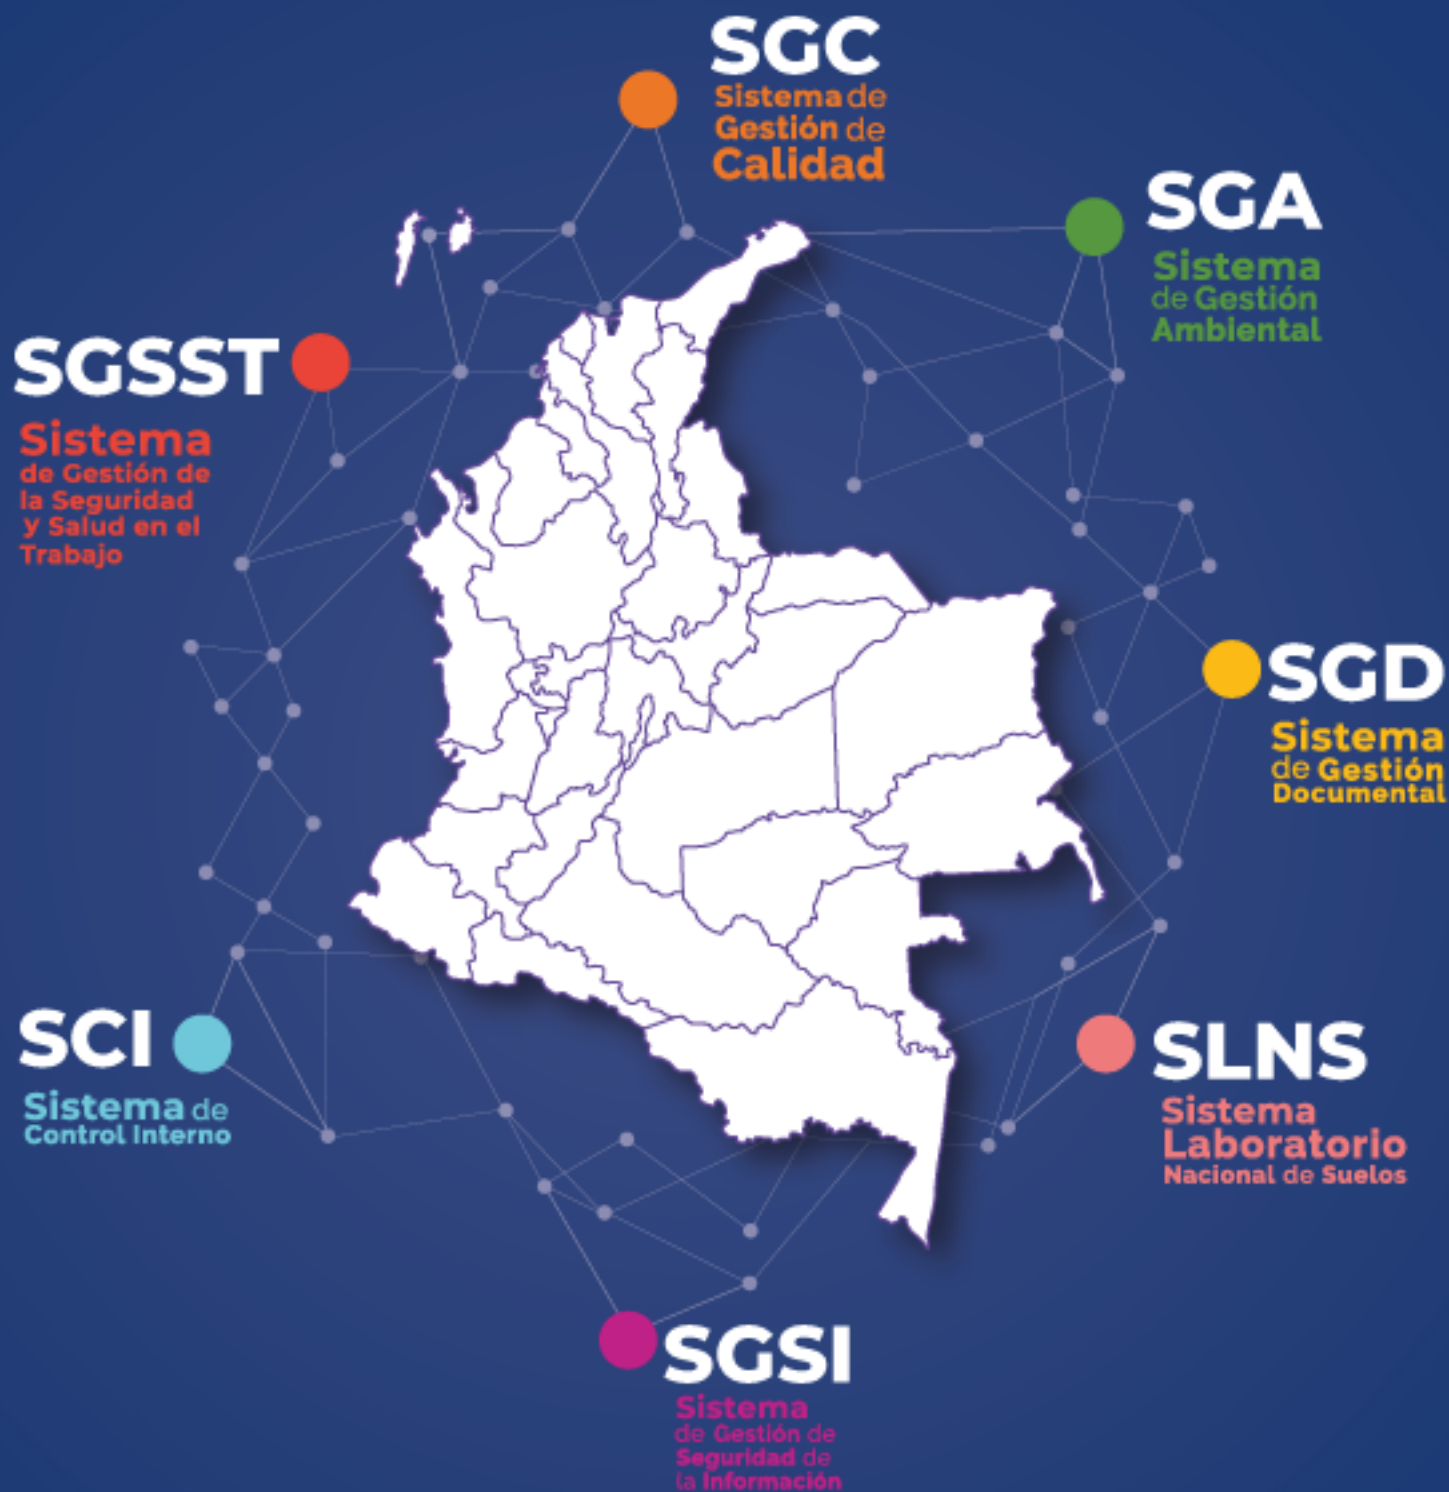 SGC
Sistema de
Gestión de
Calidad
SGA
Sistema
de Gestión
Ambiental
SGSST
Sistema
de Gestión de
la Seguridad
y Salud en el
Trabajo
SGD
Sistema
de Gestión
Documental
SCI
Sistema de
Control Interno
SLNS
Sistema
Laboratorio
Nacional de Suelos
SGSI
Sistema
de Gestión de
Seguridad de
la Información